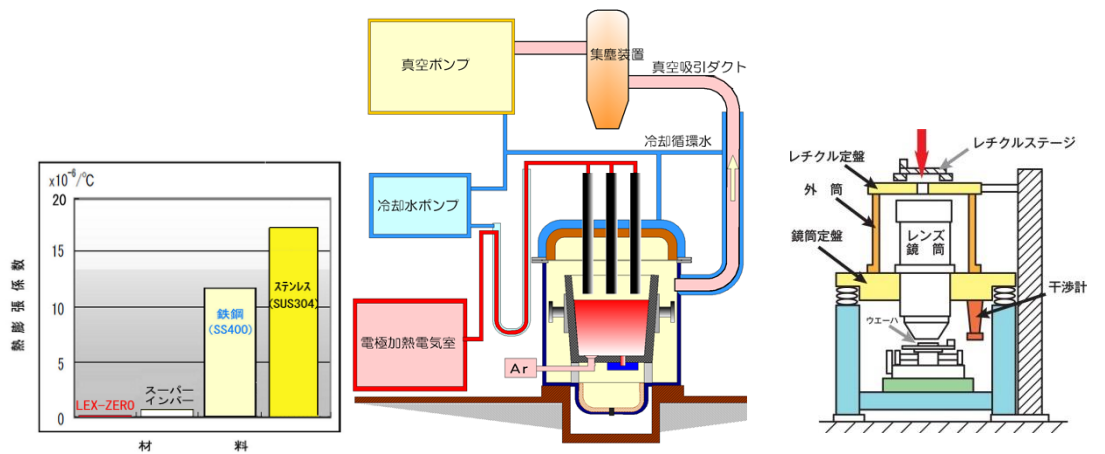 ×10⁻⁶/℃
20
15
10
5
0
熱膨張係数
LEX-ZERO
スーパー
インバー
鉄鋼
(SS400)
ステンレス
(SUS304)
材料
真空ポンプ
集塵装置
真空吸引ダクト
冷却循環水
冷却水ポンプ
電極加熱電気室
Ar
レチクルステージ
レチクル定盤
外筒
鏡筒定盤
レンズ
鏡筒
干渉計
ウエーハ